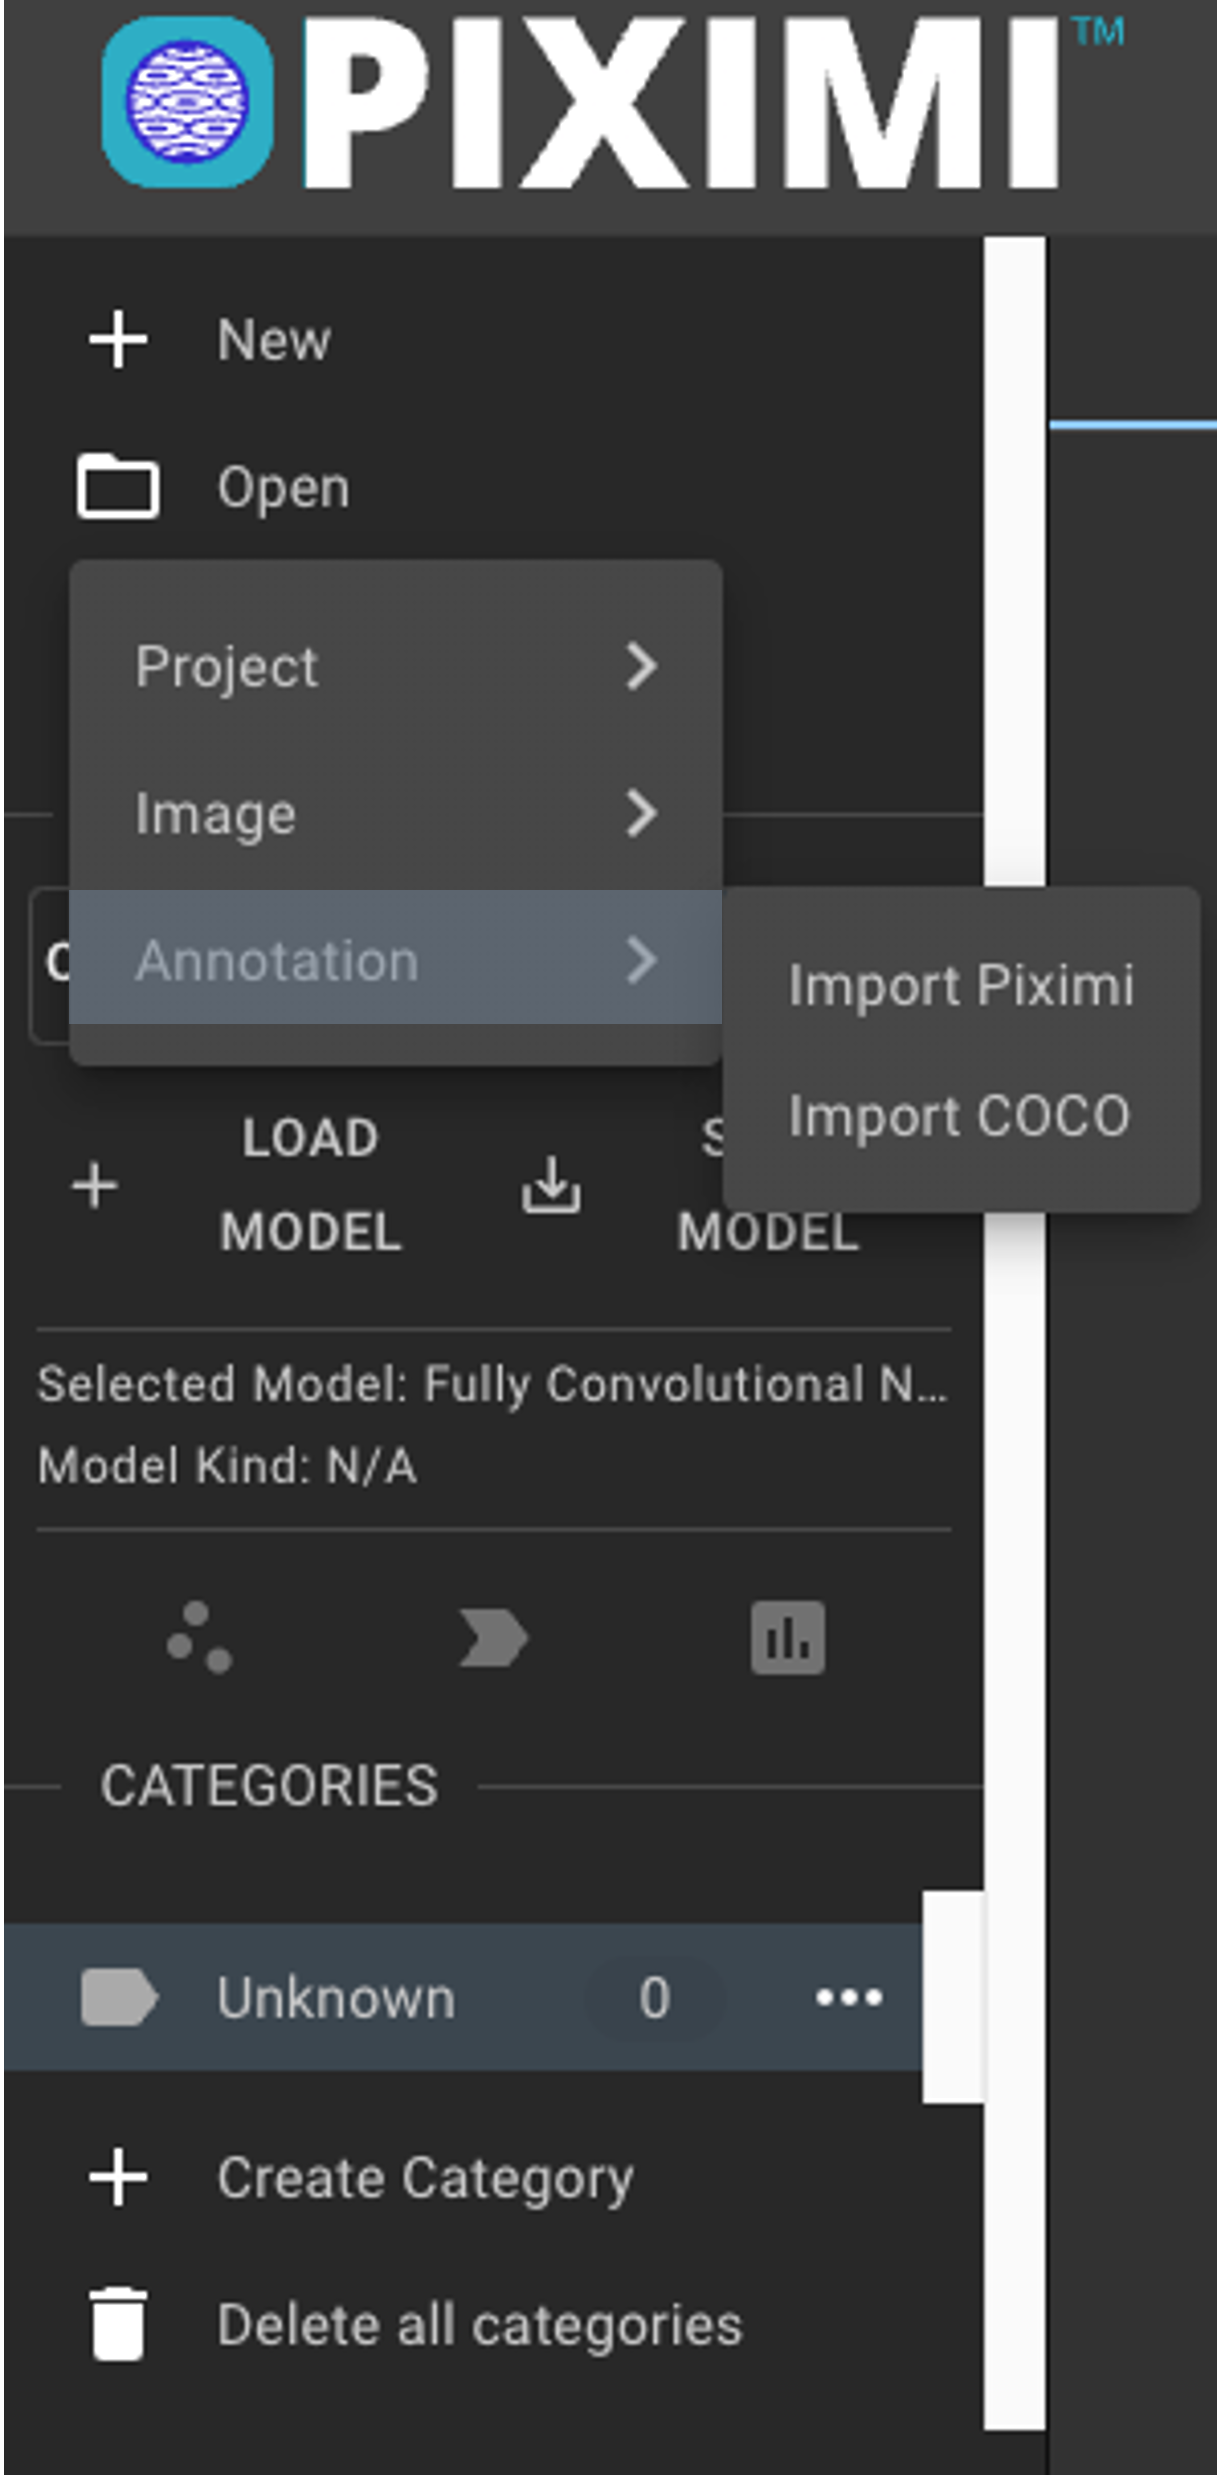 PIXIMI™
New
Open
Project
Image
Annotation
Import Piximi
Import COCO
LOAD
MODEL
MODEL
Selected Model: Fully Convolutional N...
Model Kind: N/A
CATEGORIES
Unknown 0
Create Category
Delete all categories